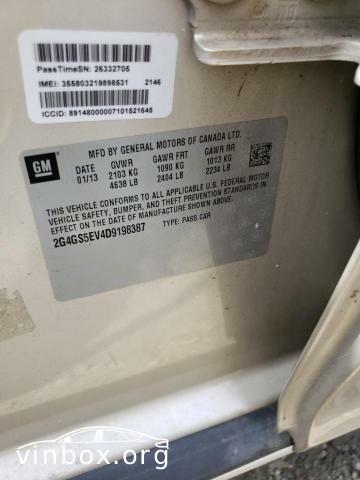 PassTimeSN: 25332705
IMEI: 355803219898531 2146
ICCID: 89148000007101521545
GM
MFD BY GENERAL MOTORS OF CANADA LTD.
DATE GVWR GAWR FRT GAWR RR
01/13 2103 KG 1090 KG 1013 KG
4638 LB 2404 LB 2234 LB
THIS VEHICLE CONFORMS TO ALL APPLICABLE U.S. FEDERAL MOTOR
VEHICLE SAFETY, BUMPER, AND THEFT PREVENTION STANDARDS IN
EFFECT ON THE DATE OF MANUFACTURE SHOWN ABOVE.
2G4GS5EV4D9198387 TYPE: PASS CAR
vinbox.org